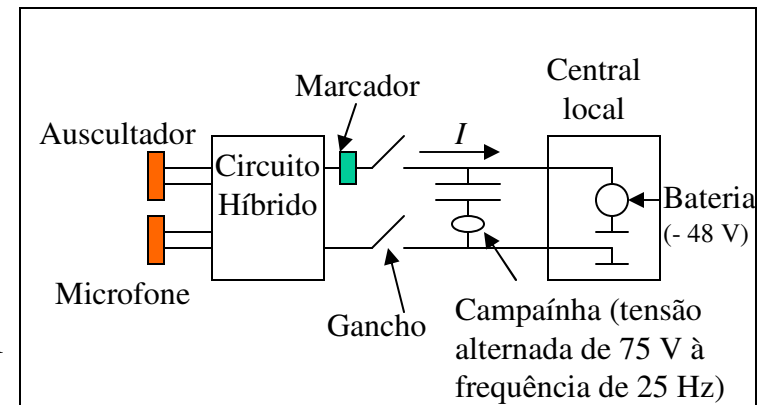 Central
local
Marcador
Auscultador
I
Circuito
Híbrido
Bateria
(- 48 V)
Microfone
Gancho
Campaínha (tensão
alternada de 75 V à
frequência de 25 Hz)